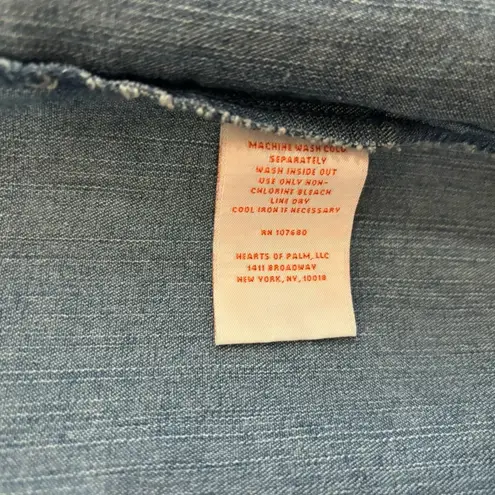 MACHINE WASH COLD
SEPARATELY
WASH INSIDE OUT
USE ONLY NON-
CHLORINE BLEACH
LINE DRY
COOL IRON IF NECESSARY
RN 107680
HEARTS OF PALM, LLC
1411 BROADWAY
NEW YORK, NY, 10018